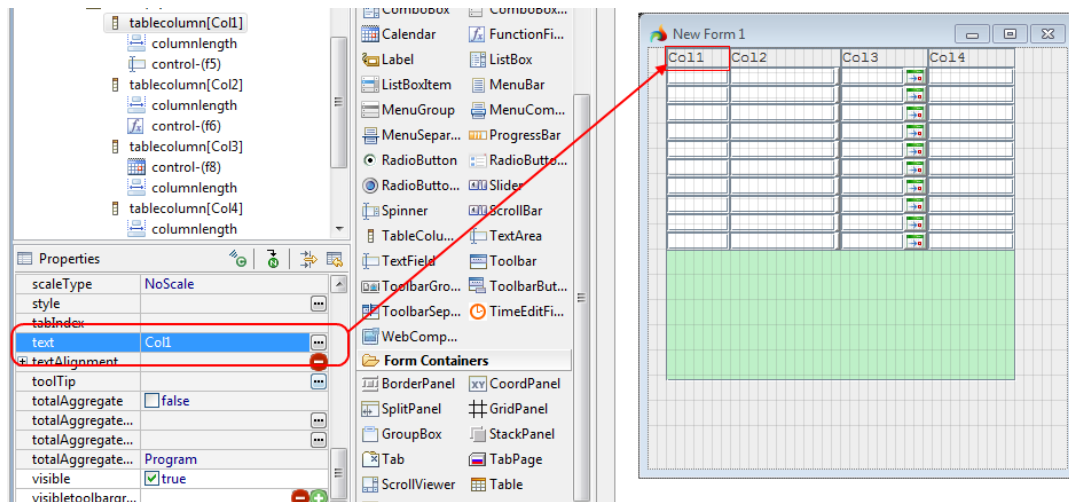 tablecolumn[Col1]
columnlength
control-(f5)
tablecolumn[Col2]
columnlength
control-(f6)
tablecolumn[Col3]
control-(f8)
columnlength
tablecolumn[Col4]
columnlength
Properties
scaleType NoScale
style
tabIndex
text Col1
textAlignment
toolTip
totalAggregate false
totalAggregate...
totalAggregate...
totalAggregate... Program
visible true
visibletoolbargr...
ComboBox ComboBox...
Calendar FunctionFi...
Label ListBox
ListBoxItem MenuBar
MenuGroup MenuCom...
MenuSepar... ProgressBar
RadioButton RadioButto...
RadioButto... Slider
Spinner ScrollBar
TableColu... TextArea
TextField Toolbar
ToolbarGro... ToolbarBut...
ToolbarSep... TimeEditFi...
WebComp...
Form Containers
BorderPanel CoordPanel
SplitPanel GridPanel
GroupBox StackPanel
Tab TabPage
ScrollViewer Table
New Form 1
Col1 Col2 Col3 Col4